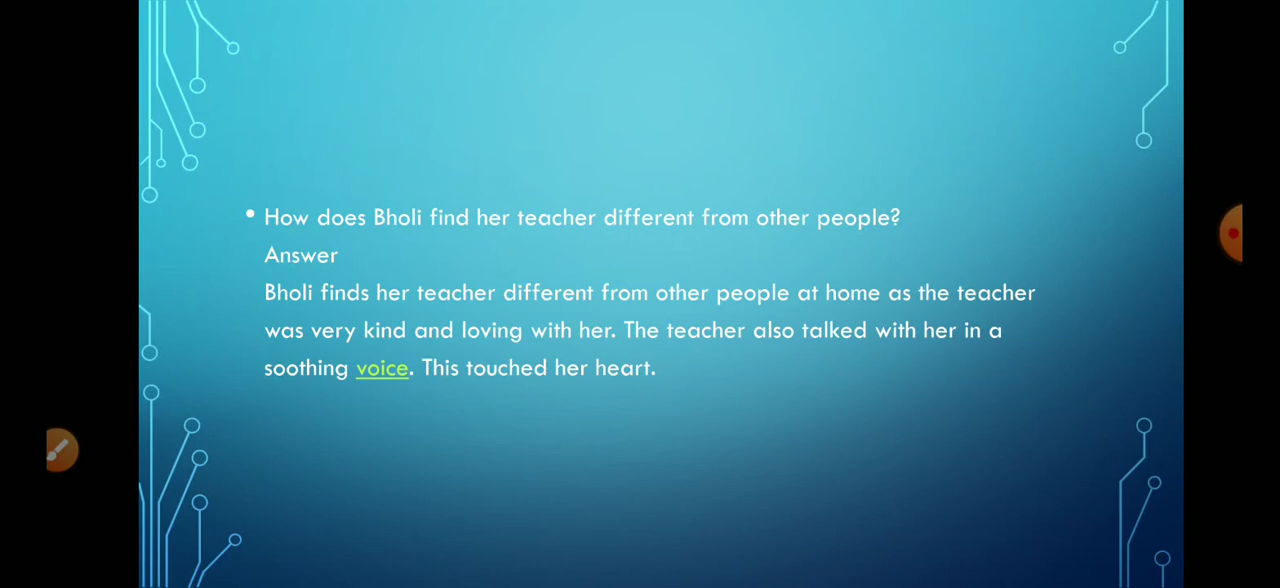 • How does Bholi find her teacher different from other people?
Answer
Bholi finds her teacher different from other people at home as the teacher
was very kind and loving with her. The teacher also talked with her in a
soothing voice. This touched her heart.